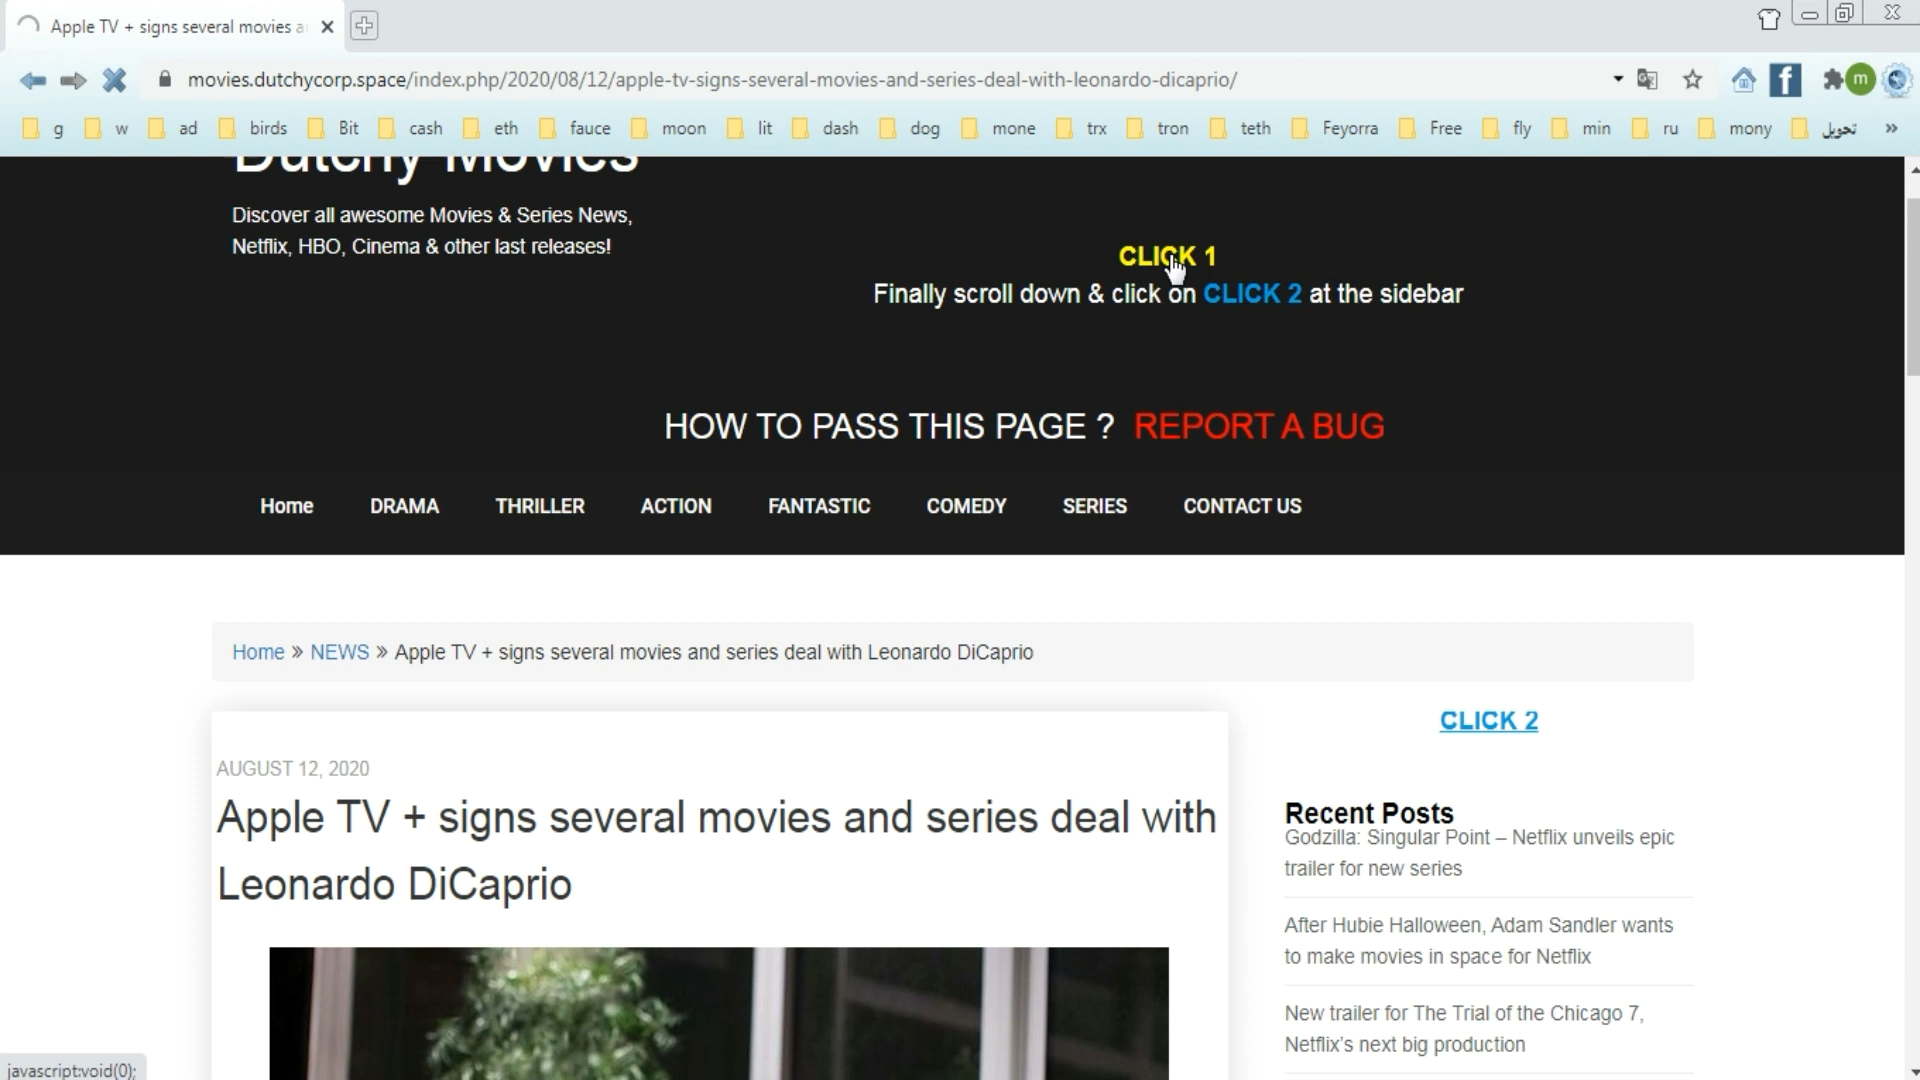 Apple TV + signs several movies a
movies.dutchycorp.space/index.php/2020/08/12/apple-tv-signs-several-movies-and-series-deal-with-leonardo-dicaprio/
f
m
g w ad birds Bit cash eth fauce moon lit dash dog mone trx tron teth Feyorra Free fly min ru mony تحويل »
Dutchy Movies
Discover all awesome Movies & Series News,
Netflix, HBO, Cinema & other last releases!
CLICK 1
Finally scroll down & click on CLICK 2 at the sidebar
HOW TO PASS THIS PAGE ? REPORT A BUG
Home DRAMA THRILLER ACTION FANTASTIC COMEDY SERIES CONTACT US
Home » NEWS » Apple TV + signs several movies and series deal with Leonardo DiCaprio
AUGUST 12, 2020
Apple TV + signs several movies and series deal with
Leonardo DiCaprio
CLICK 2
Recent Posts
Godzilla: Singular Point – Netflix unveils epic
trailer for new series
After Hubie Halloween, Adam Sandler wants
to make movies in space for Netflix
New trailer for The Trial of the Chicago 7,
Netflix's next big production
javascript:void(0);